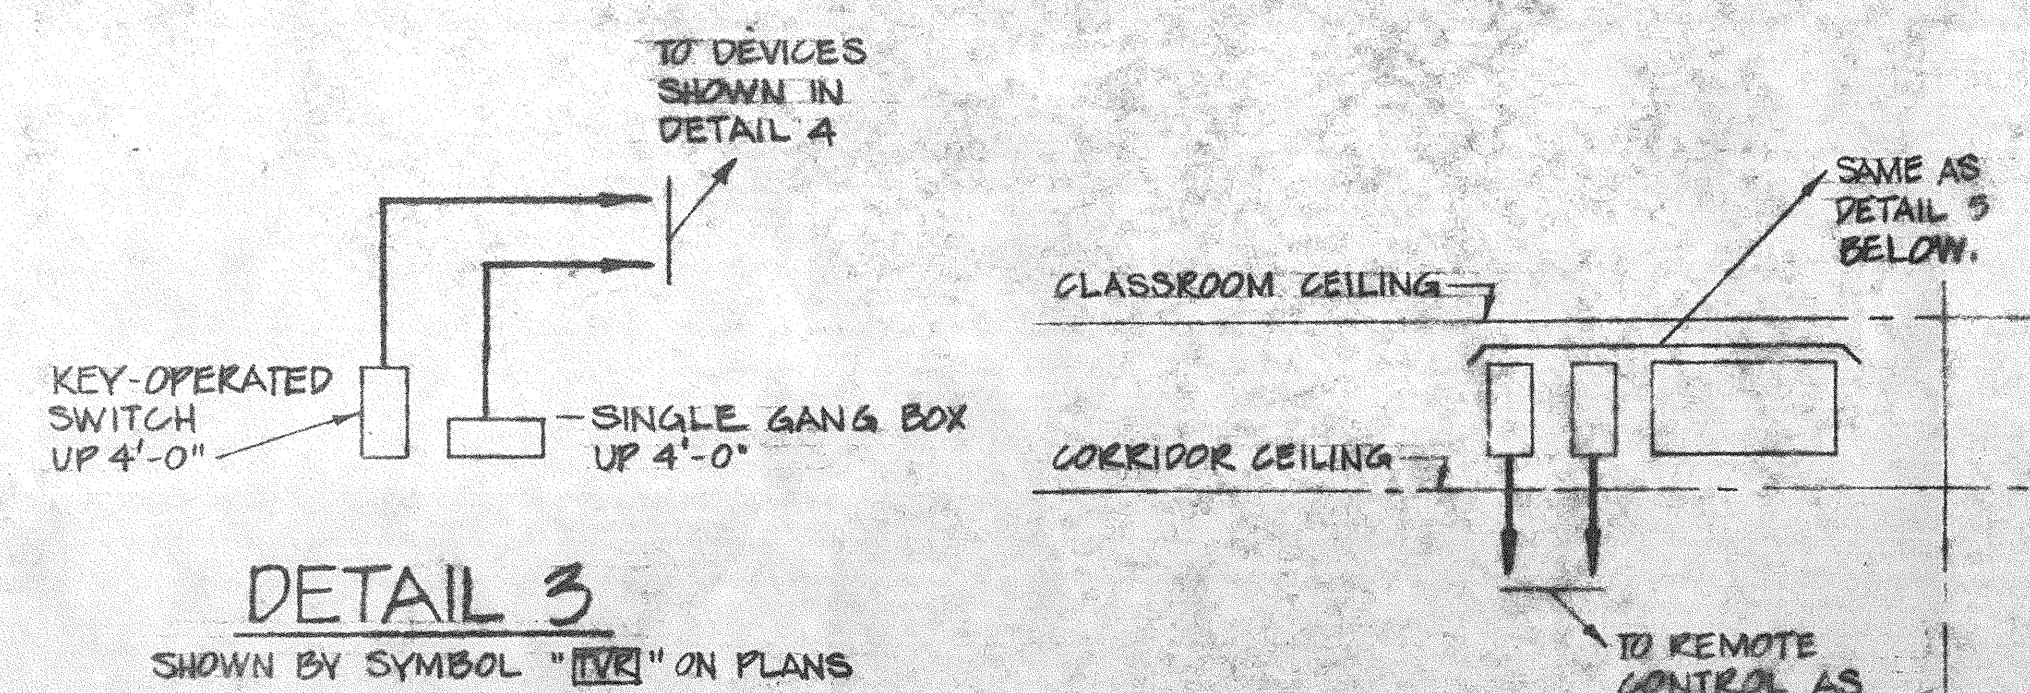 TO DEVICES
SHOWN IN
DETAIL 4
KEY-OPERATED
SWITCH
UP 4'-0"
SINGLE GANG BOX
UP 4'-0"
DETAIL 3
SHOWN BY SYMBOL "TVR" ON PLANS
SAME AS
DETAIL 5
BELOW.
CLASSROOM CEILING
CORRIDOR CEILING
TO REMOTE
CONTROL AS